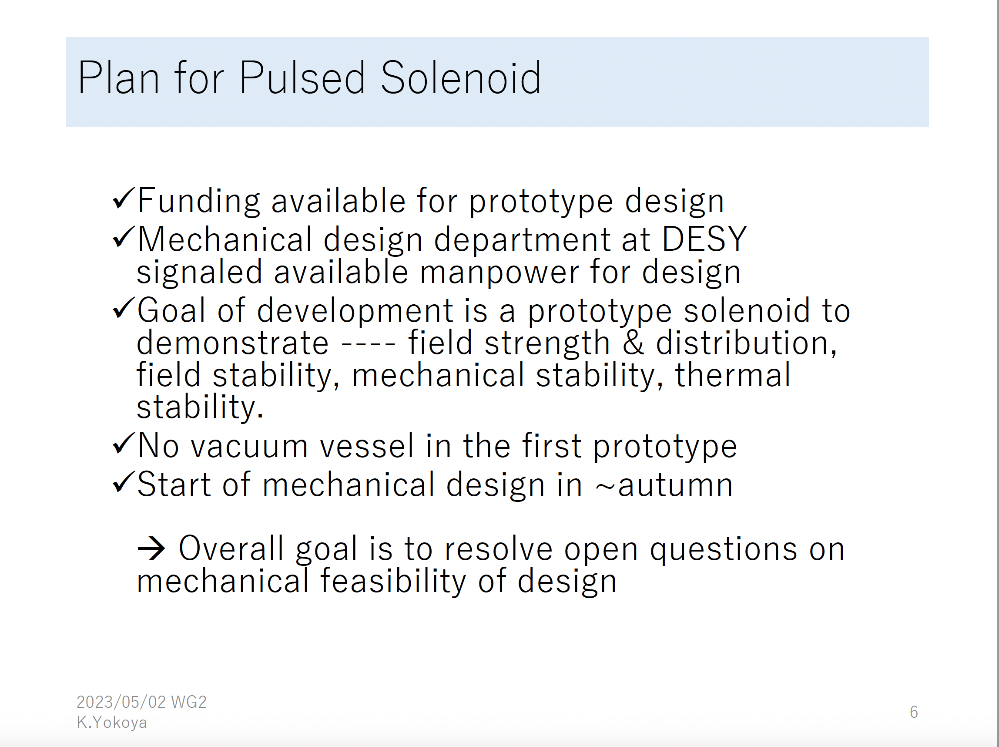 Plan for Pulsed Solenoid
✓Funding available for prototype design
✓Mechanical design department at DESY
signaled available manpower for design
✓Goal of development is a prototype solenoid to
demonstrate ---- field strength & distribution,
field stability, mechanical stability, thermal
stability.
✓No vacuum vessel in the first prototype
✓Start of mechanical design in ~autumn
→ Overall goal is to resolve open questions on
mechanical feasibility of design
2023/05/02 WG2
K.Yokoya
6